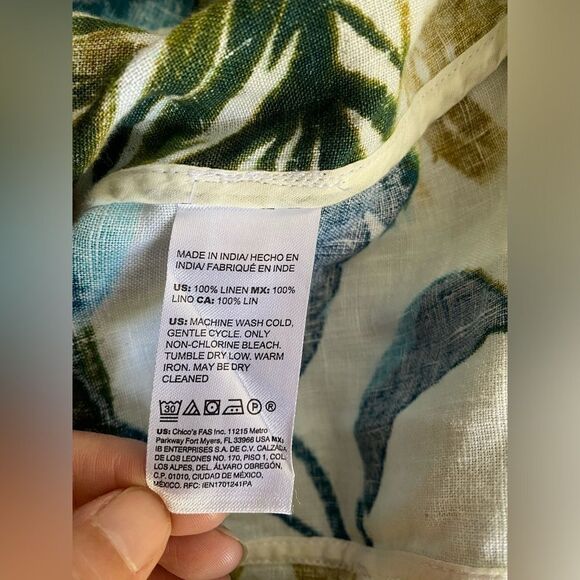 MADE IN INDIA/ HECHO EN
INDIA/ FABRIQUÉ EN INDE
US: 100% LINEN MX: 100%
LINO CA: 100% LIN
US: MACHINE WASH COLD,
GENTLE CYCLE. ONLY
NON-CHLORINE BLEACH.
TUMBLE DRY LOW. WARM
IRON. MAY BE DRY
CLEANED
30 P ®
US: Chico's FAS Inc. 11215 Metro
Parkway Fort Myers, FL 33966 USA MX:
IB ENTERPRISES S.A. DE C.V. CALZADA
DE LOS LEONES NO. 170, PISO 1, COL.
LOS ALPES, DEL. ÁLVARO OBREGÓN,
C.P. 01010, CIUDAD DE MÉXICO,
MÉXICO. RFC: IEN1701241PA